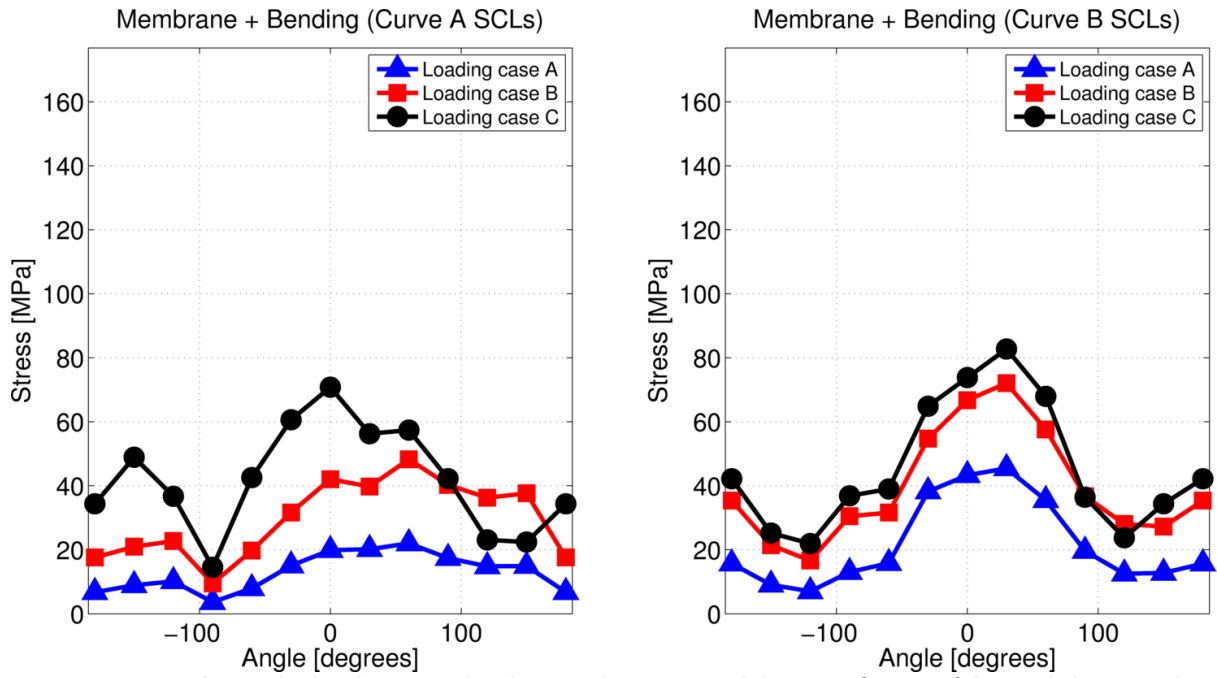 Membrane + Bending (Curve A SCLs)
Stress [MPa]
160
140
120
100
80
60
40
20
0
−100
0
100
Angle [degrees]
Loading case A
Loading case B
Loading case C
Membrane + Bending (Curve B SCLs)
Stress [MPa]
160
140
120
100
80
60
40
20
0
−100
0
100
Angle [degrees]
Loading case A
Loading case B
Loading case C